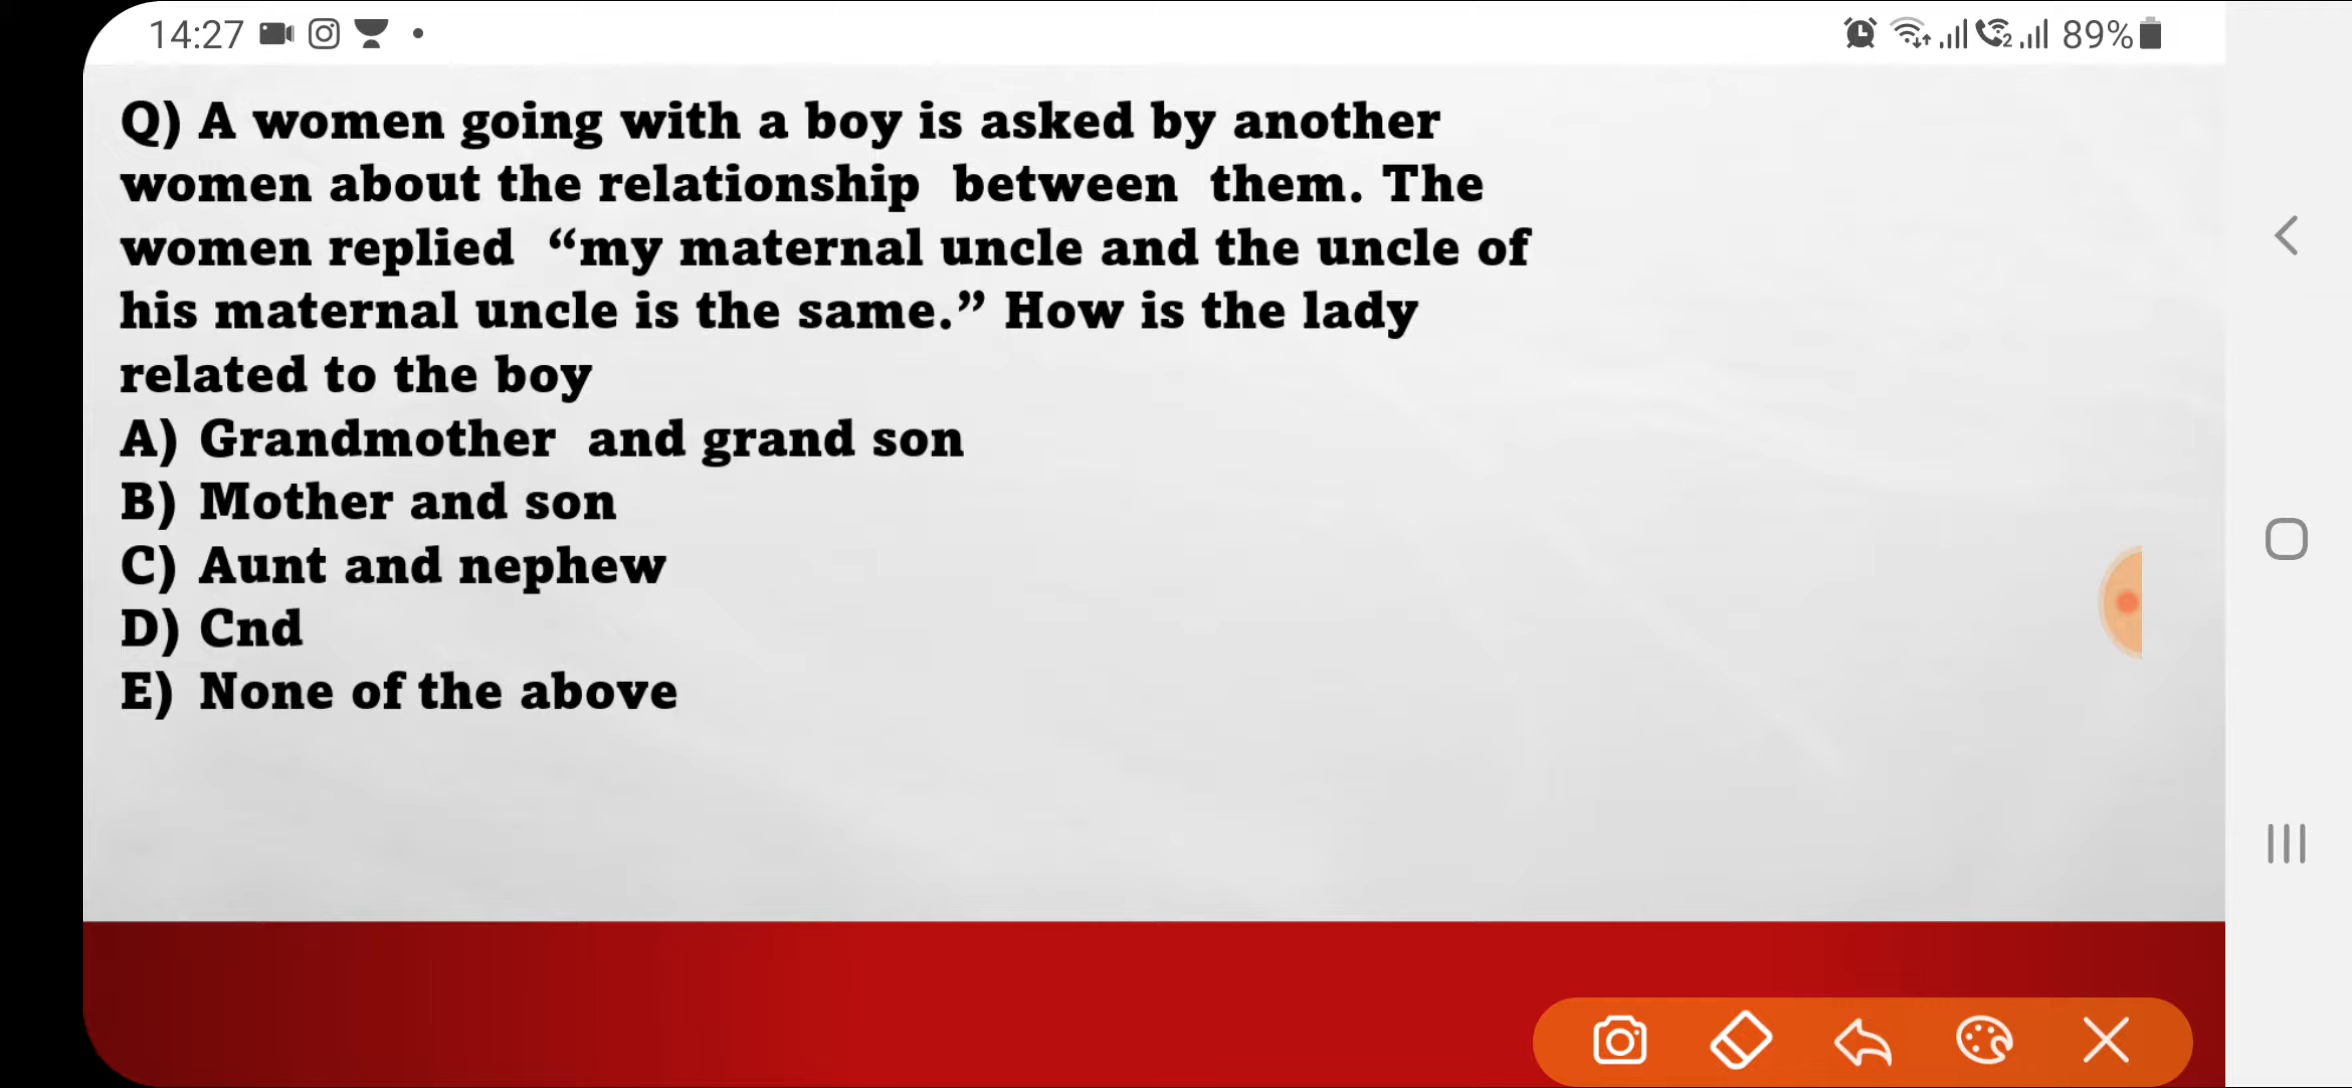 14:27
2
89%
Q) A women going with a boy is asked by another
women about the relationship between them. The
women replied “my maternal uncle and the uncle of
his maternal uncle is the same.” How is the lady
related to the boy
A) Grandmother and grand son
B) Mother and son
C) Aunt and nephew
D) Cnd
E) None of the above